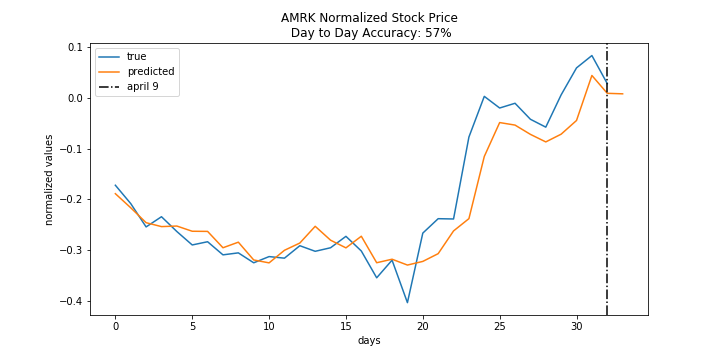 AMRK Normalized Stock Price
Day to Day Accuracy: 57%
true
predicted
april 9
0.1
0.0
−0.1
−0.2
−0.3
−0.4
normalized values
0 5 10 15 20 25 30
days